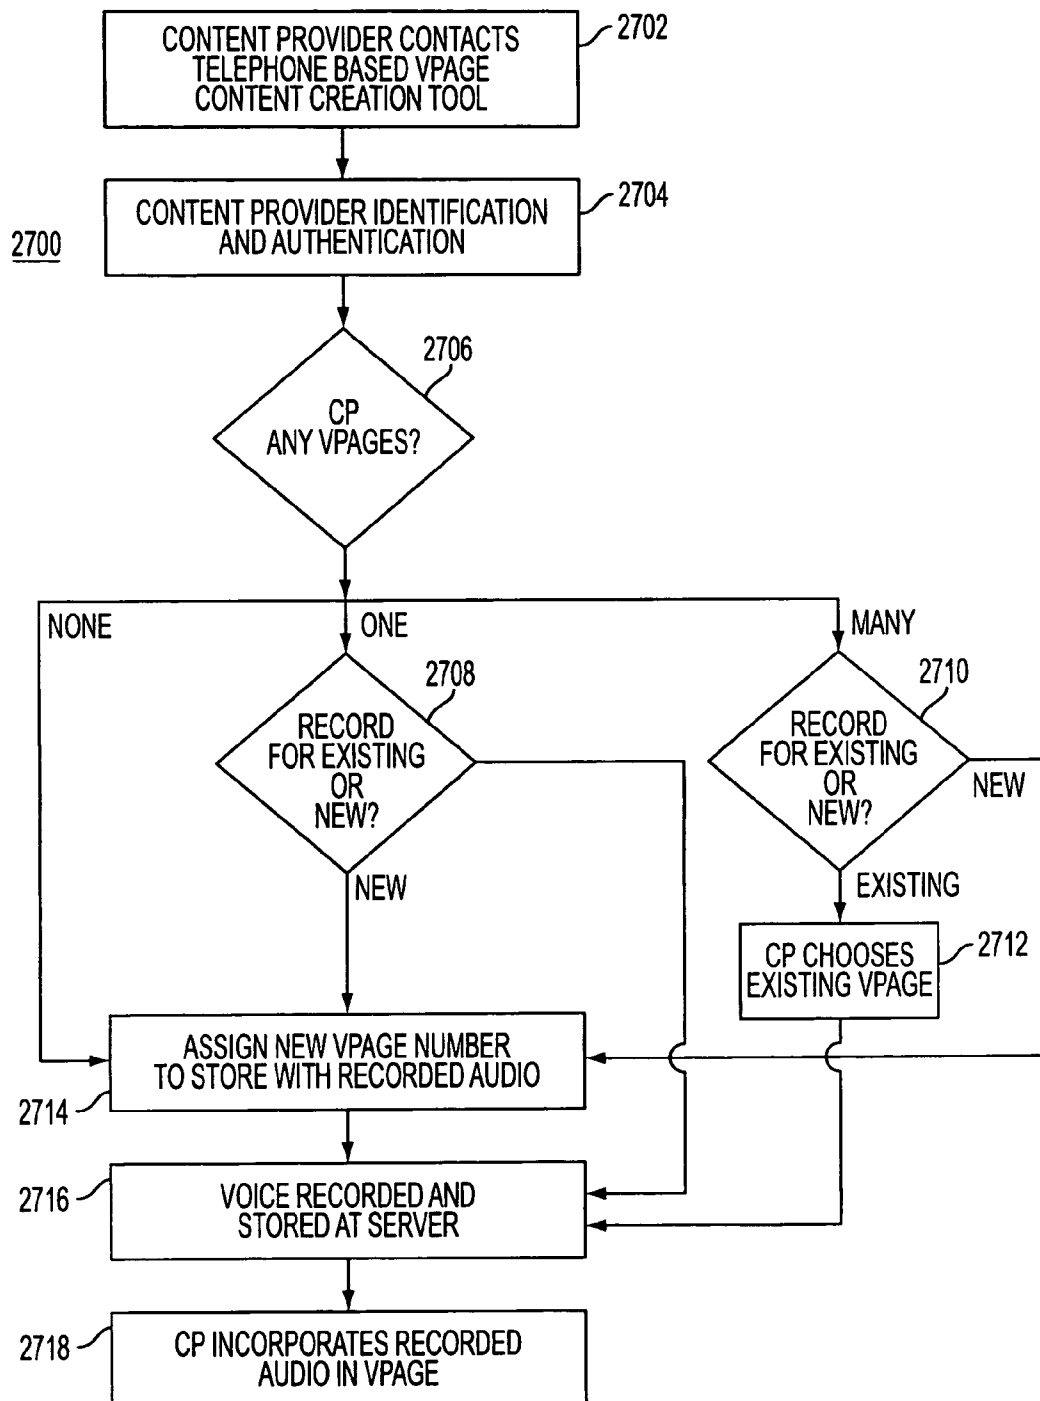 CONTENT PROVIDER CONTACTS
TELEPHONE BASED VPAGE
CONTENT CREATION TOOL
2702
CONTENT PROVIDER IDENTIFICATION
AND AUTHENTICATION
2704
2700
2706
CP
ANY VPAGES?
NONE
ONE
MANY
2708
RECORD
FOR EXISTING
OR
NEW?
2710
RECORD
FOR EXISTING
OR
NEW?
NEW
NEW
EXISTING
CP CHOOSES
EXISTING VPAGE
2712
ASSIGN NEW VPAGE NUMBER
TO STORE WITH RECORDED AUDIO
2714
2716
VOICE RECORDED AND
STORED AT SERVER
2718
CP INCORPORATES RECORDED
AUDIO IN VPAGE